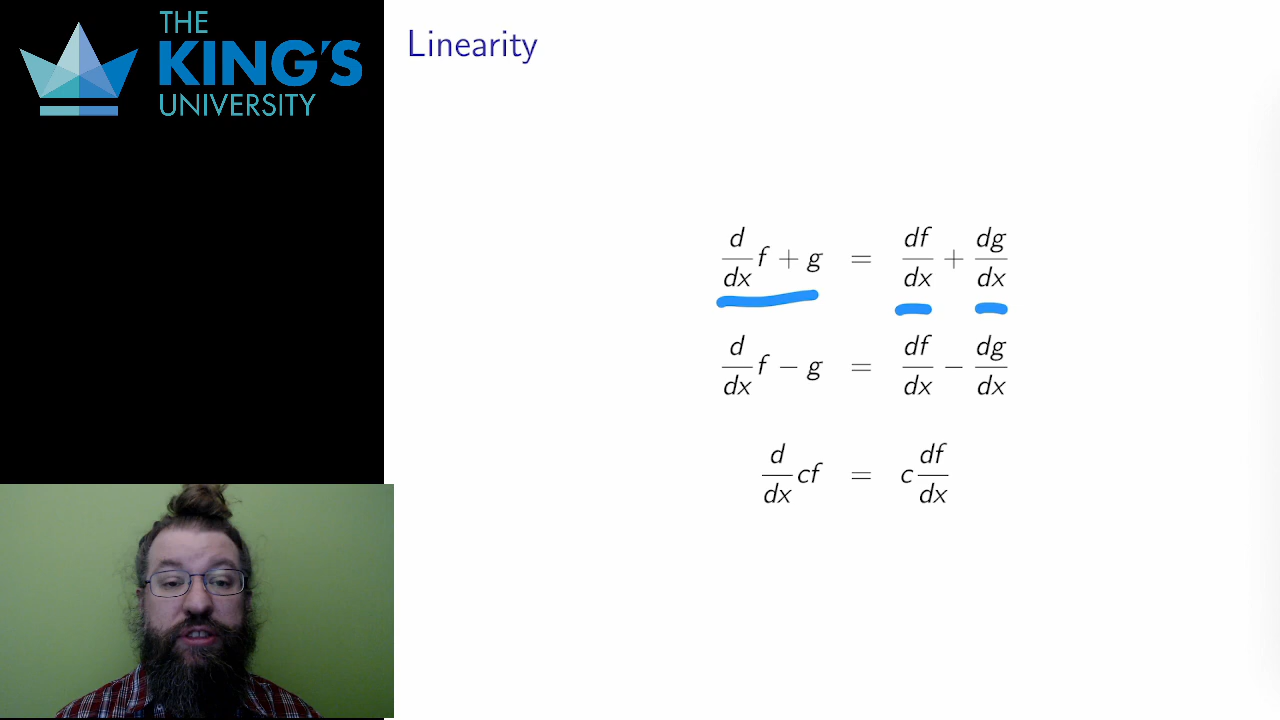 THE
KING'S
UNIVERSITY
Linearity
d/dx f + g = df/dx + dg/dx
d/dx f − g = df/dx − dg/dx
d/dx cf = c df/dx